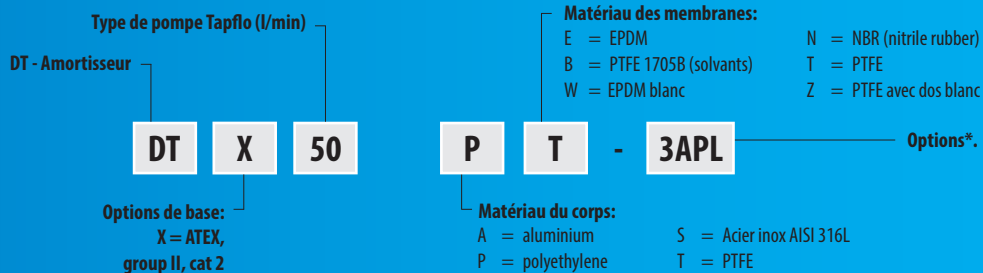 Type de pompe Tapflo (l/min)
DT - Amortisseur
Matériau des membranes:
E = EPDM
B = PTFE 1705B (solvants)
W = EPDM blanc
N = NBR (nitrile rubber)
T = PTFE
Z = PTFE avec dos blanc
DT X 50 P T - 3APL
Options*.
Options de base:
X = ATEX,
group II, cat 2
Matériau du corps:
A = aluminium
P = polyethylene
S = Acier inox AISI 316L
T = PTFE